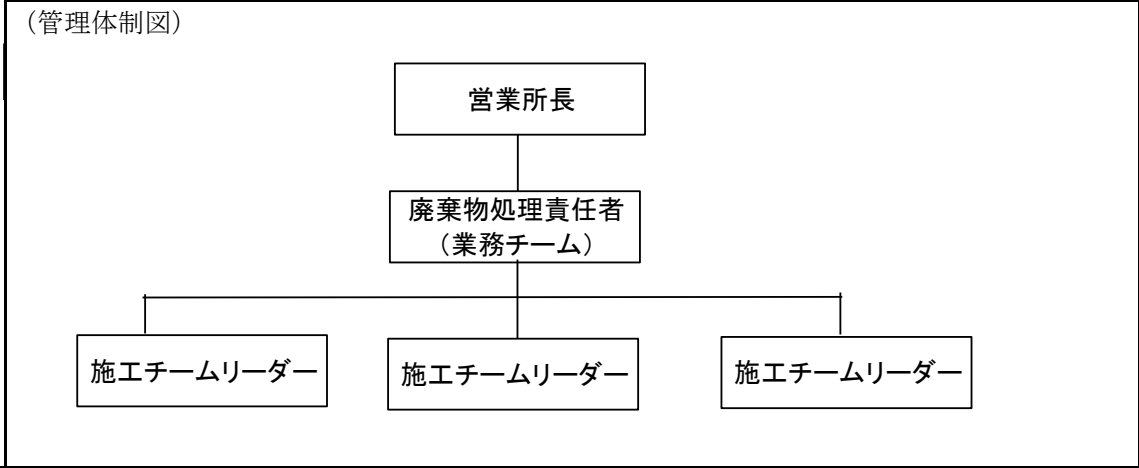 （管理体制図）
営業所長
廃棄物処理責任者
（業務チーム）
施工チームリーダー
施工チームリーダー
施工チームリーダー